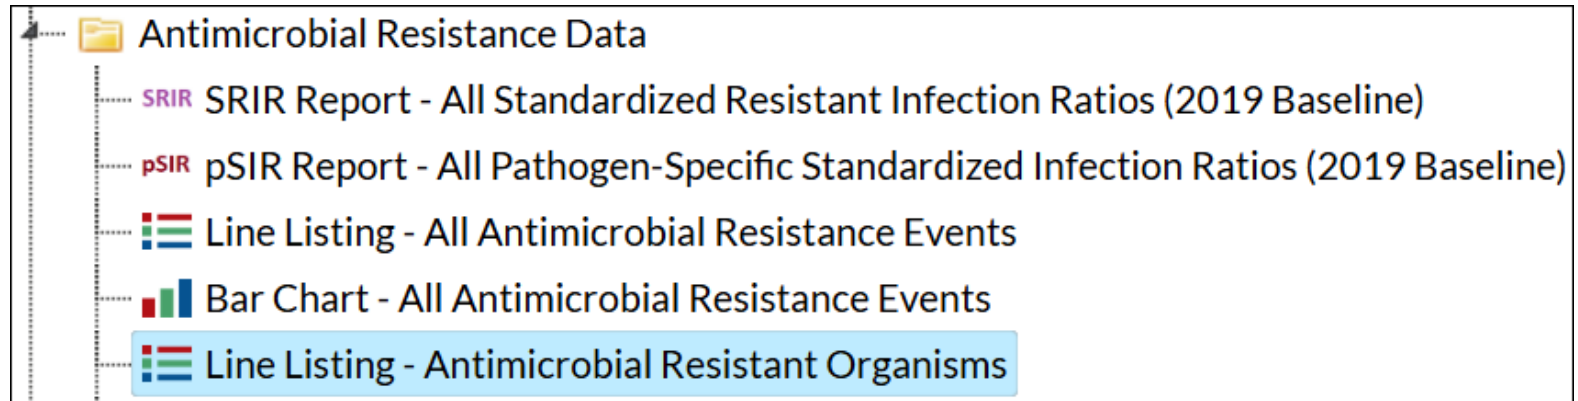 Antimicrobial Resistance Data
SRIR SRIR Report - All Standardized Resistant Infection Ratios (2019 Baseline)
pSIR pSIR Report - All Pathogen-Specific Standardized Infection Ratios (2019 Baseline)
Line Listing - All Antimicrobial Resistance Events
Bar Chart - All Antimicrobial Resistance Events
Line Listing - Antimicrobial Resistant Organisms